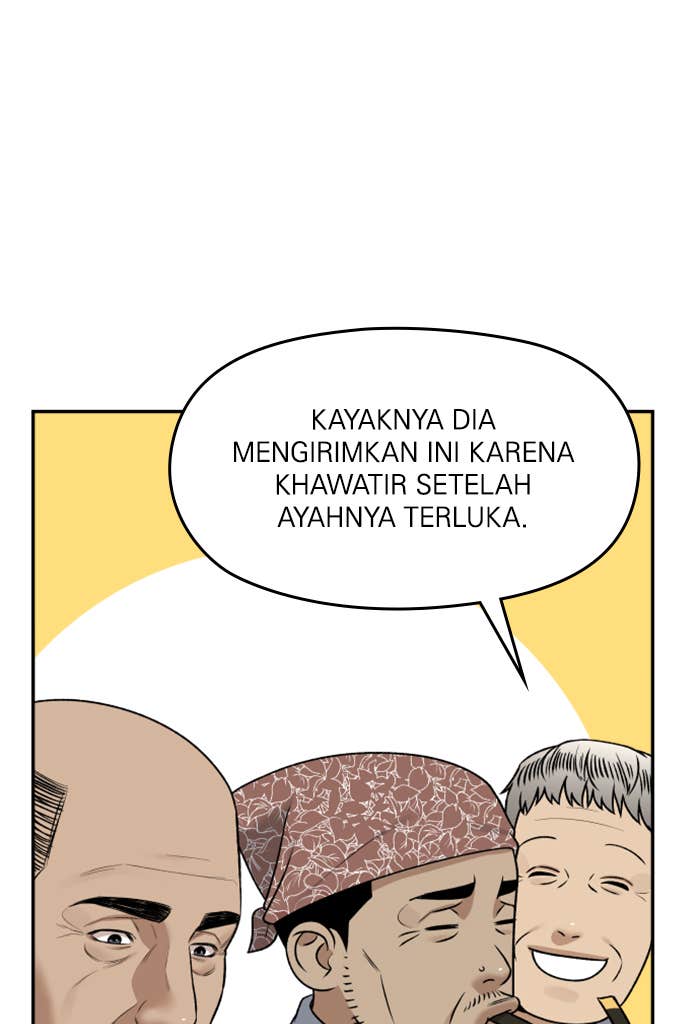 KAYAKNYA DIA
MENGIRIMKAN INI KARENA
KHAWATIR SETELAH
AYAHNYA TERLUKA.